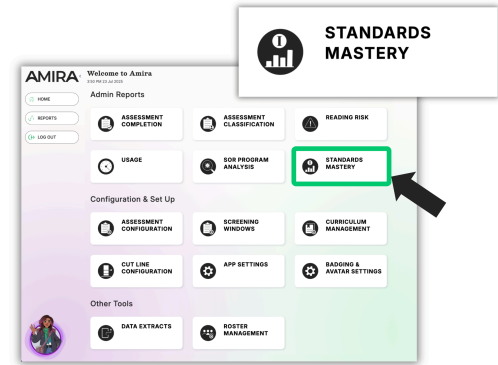 STANDARDS
MASTERY
AMIRA
Welcome to Amira
Admin Reports
HOME
REPORTS
LOG OUT
ASSESSMENT
COMPLETION
ASSESSMENT
CLASSIFICATION
READING RISK
USAGE
SOR PROGRAM
ANALYSIS
STANDARDS
MASTERY
Configuration & Set Up
ASSESSMENT
CONFIGURATION
SCREENING
WINDOWS
CURRICULUM
MANAGEMENT
CUT LINE
CONFIGURATION
APP SETTINGS
BADGING &
AVATAR SETTINGS
Other Tools
DATA EXTRACTS
ROSTER
MANAGEMENT